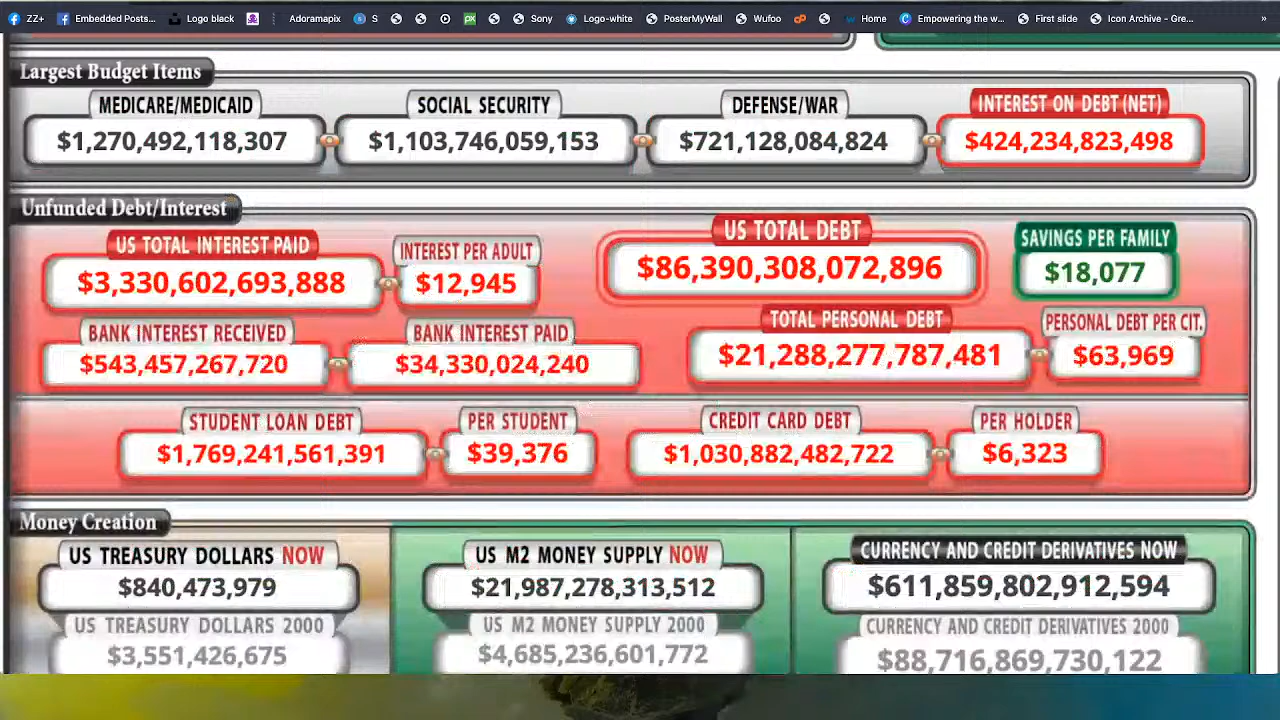 ZZ+ Embedded Posts... Logo black Adoramapix S Sony Logo-white PosterMyWall Wufoo Home Empowering the w... First slide Icon Archive - Gre... »
Largest Budget Items
MEDICARE/MEDICAID SOCIAL SECURITY DEFENSE/WAR INTEREST ON DEBT (NET)
$1,270,492,118,307 $1,103,746,059,153 $721,128,084,824 $424,234,823,498
Unfunded Debt/Interest
US TOTAL INTEREST PAID INTEREST PER ADULT US TOTAL DEBT SAVINGS PER FAMILY
$3,330,602,693,888 $12,945 $86,390,308,072,896 $18,077
BANK INTEREST RECEIVED BANK INTEREST PAID TOTAL PERSONAL DEBT PERSONAL DEBT PER CIT.
$543,457,267,720 $34,330,024,240 $21,288,277,787,481 $63,969
STUDENT LOAN DEBT PER STUDENT CREDIT CARD DEBT PER HOLDER
$1,769,241,561,391 $39,376 $1,030,882,482,722 $6,323
Money Creation
US TREASURY DOLLARS NOW US M2 MONEY SUPPLY NOW CURRENCY AND CREDIT DERIVATIVES NOW
$840,473,979 $21,987,278,313,512 $611,859,802,912,594
US TREASURY DOLLARS 2000 US M2 MONEY SUPPLY 2000 CURRENCY AND CREDIT DERIVATIVES 2000
$3,551,426,675 $4,685,236,601,772 $88,716,869,730,122